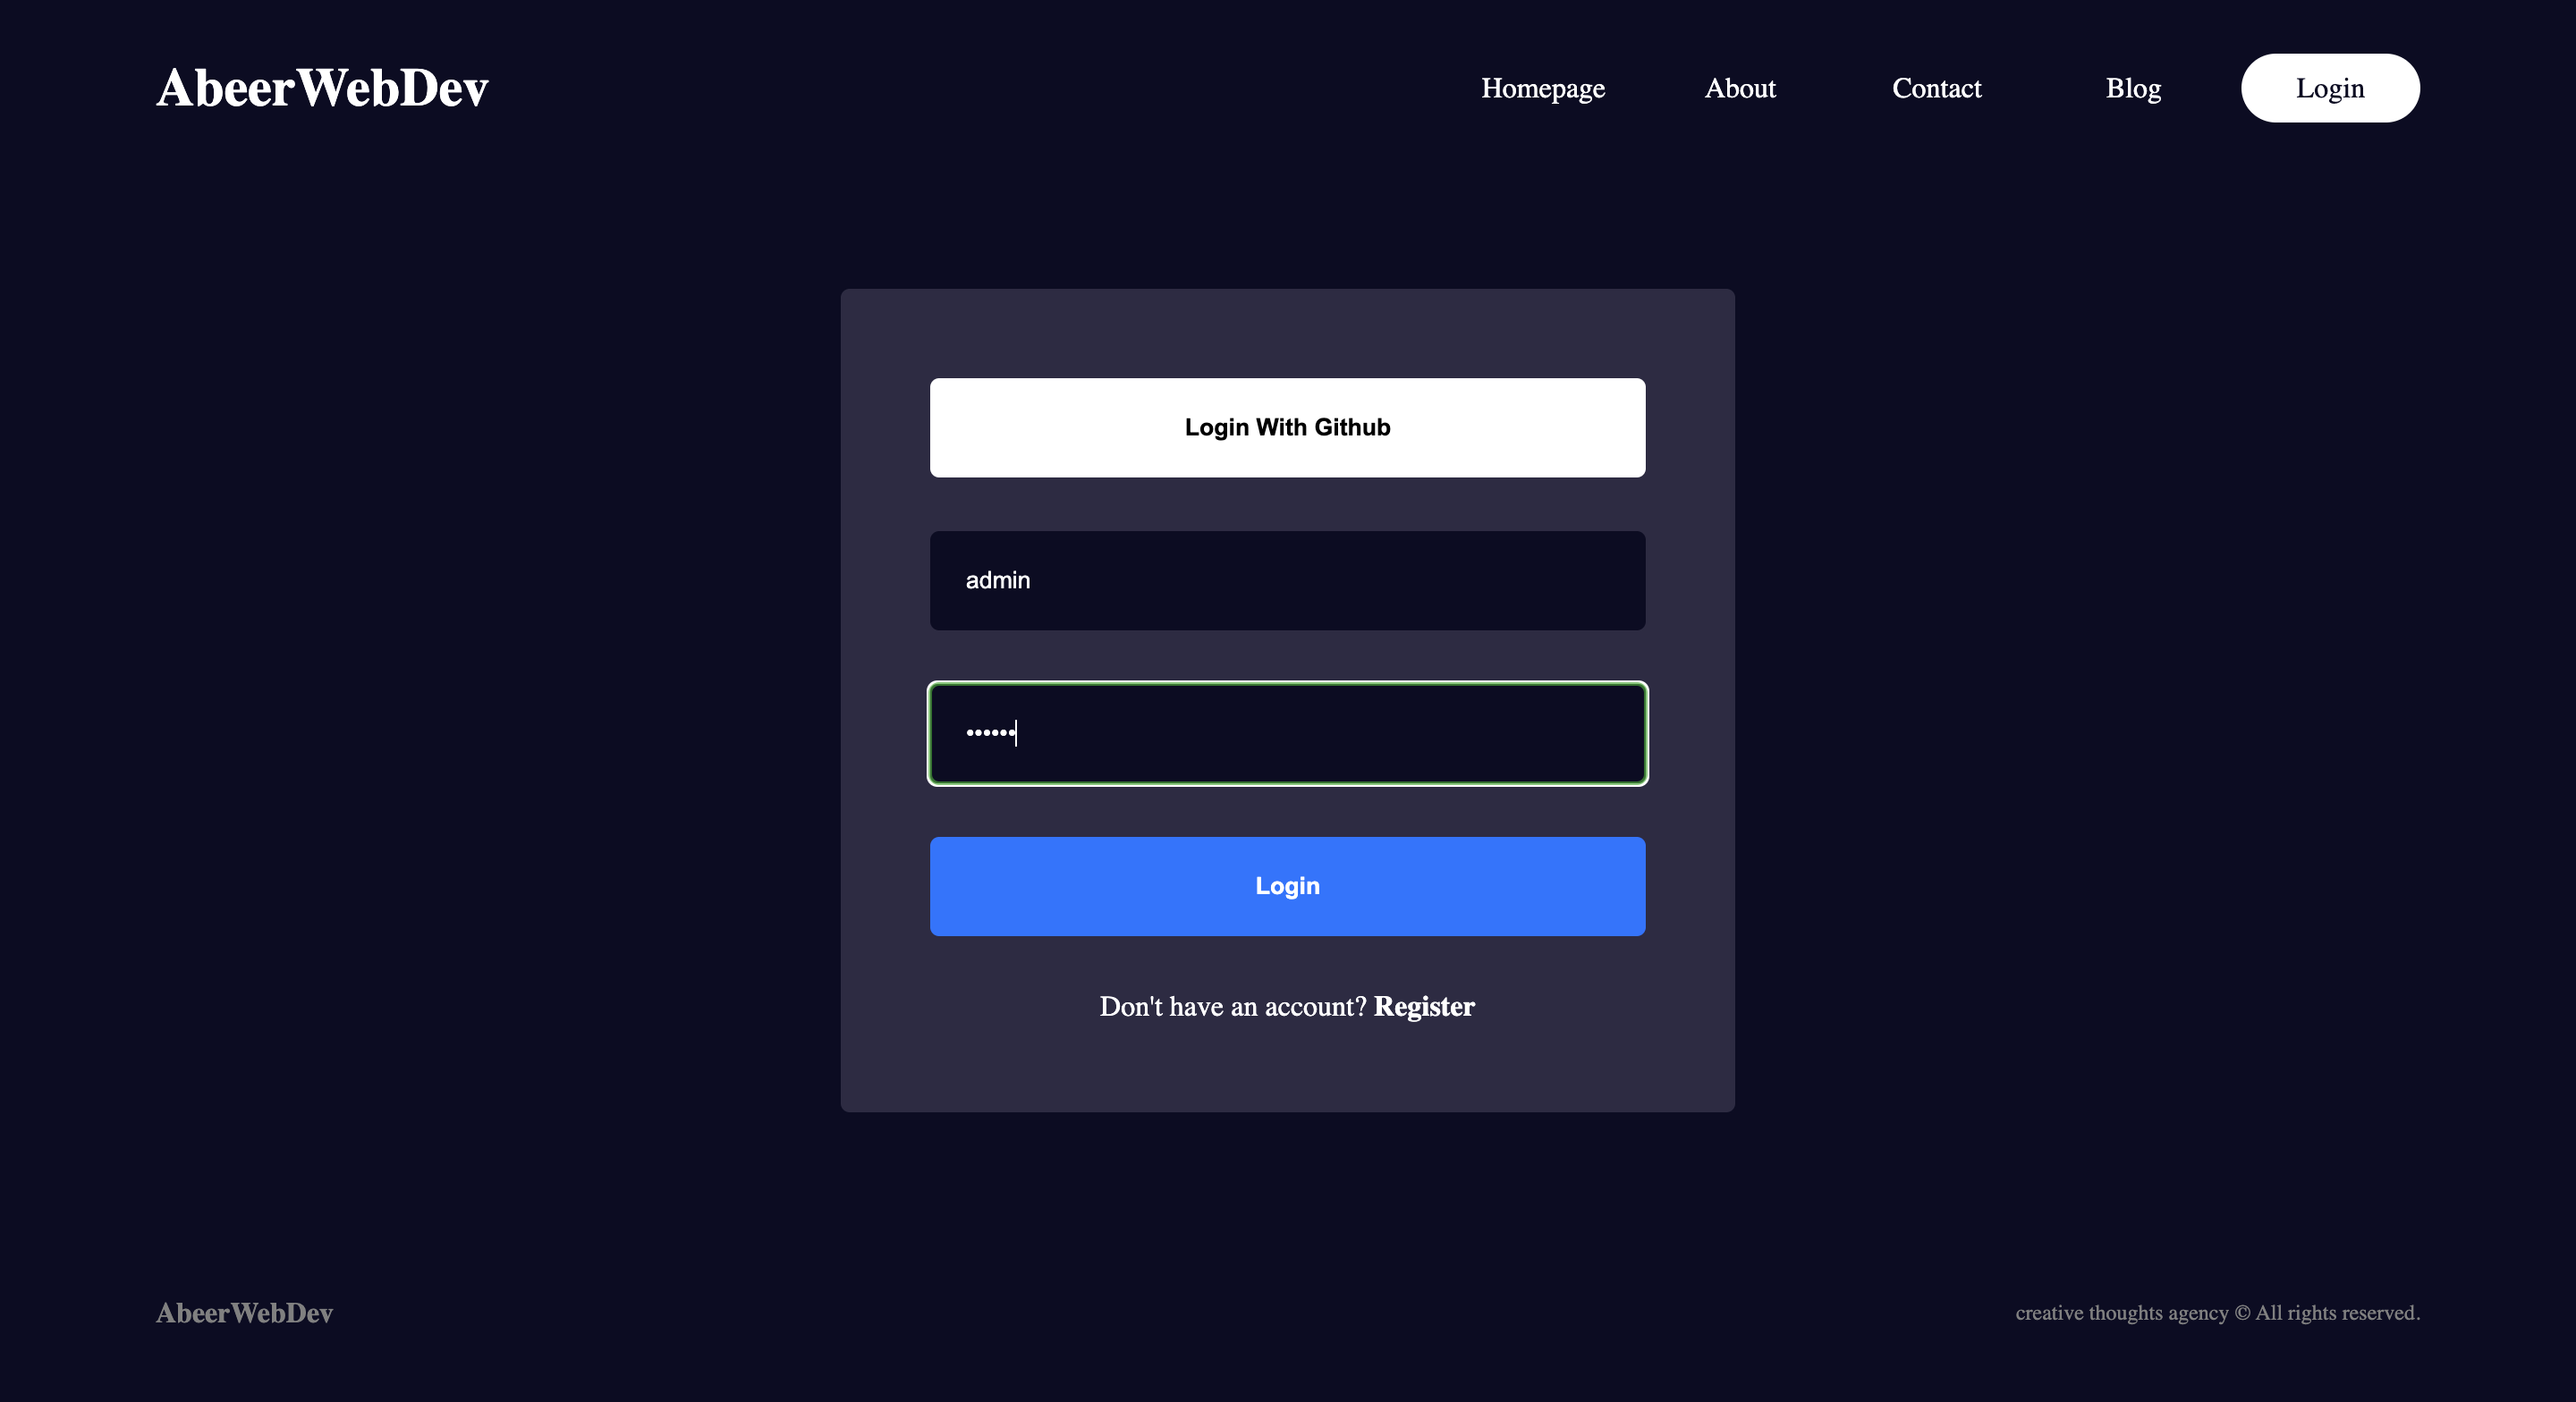 AbeerWebDev
Homepage About Contact Blog Login
Login With Github
admin
••••••
Login
Don't have an account? Register
AbeerWebDev
creative thoughts agency © All rights reserved.